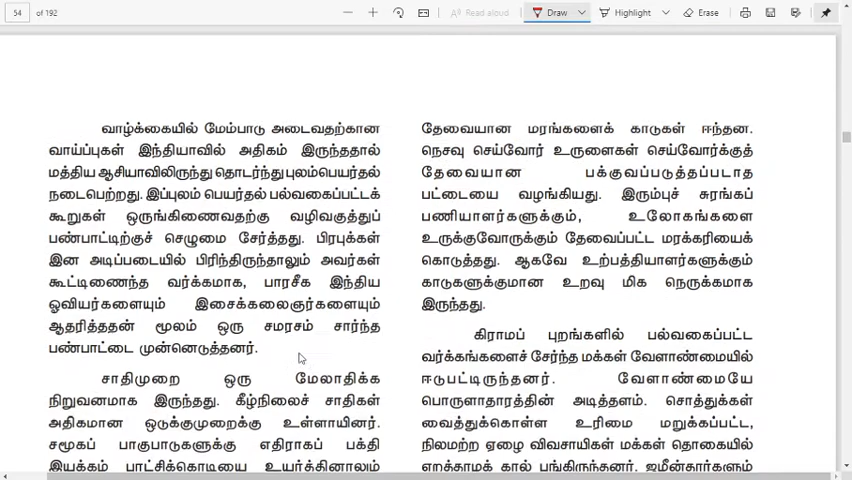 54 of 192 Read aloud Draw Highlight Erase
வாழ்க்கையில் மேம்பாடு அடைவதற்கான
வாய்ப்புகள் இந்தியாவில் அதிகம் இருந்ததால்
மத்திய ஆசியாவிலிருந்து தொடர்ந்து புலம்பெயர்தல்
நடைபெற்றது. இப்புலம் பெயர்தல் பல்வகைப்பட்டக்
கூறுகள் ஒருங்கிணைவதற்கு வழிவகுத்துப்
பண்பாட்டிற்குச் செழுமை சேர்த்தது. பிரபுக்கள்
இன அடிப்படையில் பிரிந்திருந்தாலும் அவர்கள்
கூட்டிணைந்த வர்க்கமாக, பாரசீக இந்திய
ஓவியர்களையும் இசைக்கலைஞர்களையும்
ஆதரித்ததன் மூலம் ஒரு சமரசம் சார்ந்த
பண்பாட்டை முன்னெடுத்தனர்.
சாதிமுறை ஒரு மேலாதிக்க
நிறுவனமாக இருந்தது. கீழ்நிலைச் சாதிகள்
அதிகமான ஒடுக்குமுறைக்கு உள்ளாயினர்.
சமூகப் பாகுபாடுகளுக்கு எதிராகப் பக்தி
இயக்கம் புரட்சிக்கொடியை உயர்த்தினாலும்
தேவையான மரங்களைக் காடுகள் ஈந்தன.
நெசவு செய்வோர் உருளைகள் செய்வோர்க்குத்
தேவையான பக்குவப்படுத்தப்படாத
பட்டையை வழங்கியது. இரும்புச் சுரங்கப்
பணியாளர்களுக்கும், உலோகங்களை
உருக்குவோருக்கும் தேவைப்பட்ட மரக்கரியைக்
கொடுத்தது. ஆகவே உற்பத்தியாளர்களுக்கும்
காடுகளுக்குமான உறவு மிக நெருக்கமாக
இருந்தது.
கிராமப் புறங்களில் பல்வகைப்பட்ட
வர்க்கங்களைச் சேர்ந்த மக்கள் வேளாண்மையில்
ஈடுபட்டிருந்தனர். வேளாண்மையே
பொருளாதாரத்தின் அடித்தளம். சொத்துக்கள்
வைத்துக்கொள்ள உரிமை மறுக்கப்பட்ட,
நிலமற்ற ஏழை விவசாயிகள் மக்கள் தொகையில்
ஏறத்தாழக் கால் பங்கிருந்தனர். ஜமீன்தார்களும்